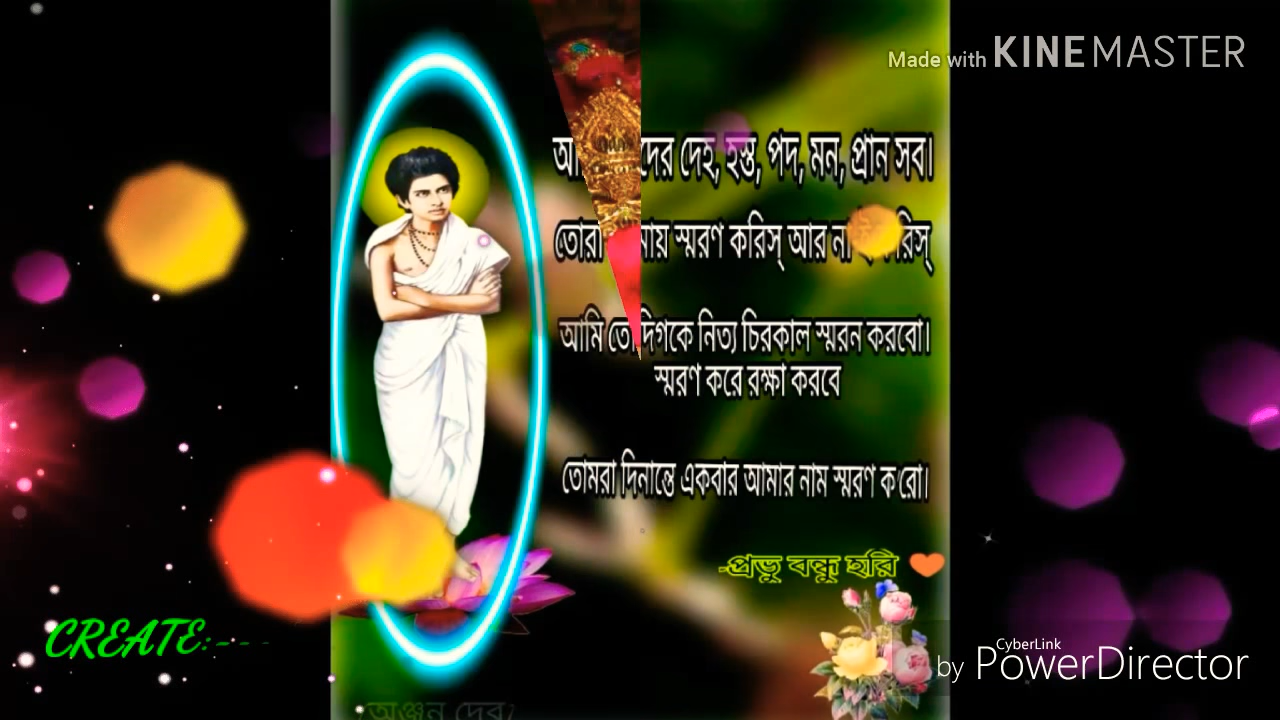 Made with KINEMASTER
দের দেহ, হস্ত, পদ, মন, প্রান সব।
তোরা মায় স্মরণ করিস্ আর না
আমি তোদিগকে নিত্য চিরকাল স্মরন করবো।
স্মরণ করে রক্ষা করবে
তোমরা দিনান্তে একবার আমার নাম স্মরণ ক'রো।
-প্রভু বন্ধু হরি
CREATE:- - -
CyberLink
by PowerDirector